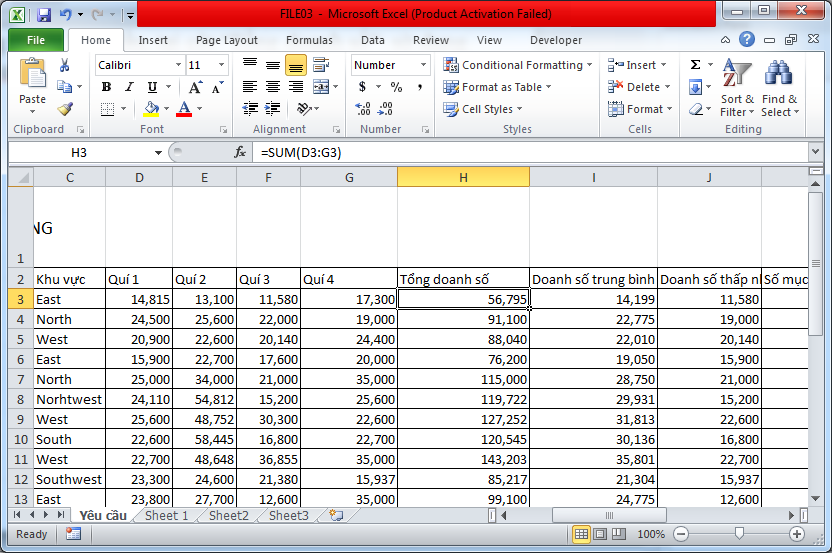 FILE03 - Microsoft Excel (Product Activation Failed)
File Home Insert Page Layout Formulas Data Review View Developer
Paste
Clipboard
Calibri 11
B I U A A
A
Font
Alignment
Number
$ % ,
Number
Conditional Formatting
Format as Table
Cell Styles
Styles
Insert
Delete
Format
Cells
Σ
Sort & Filter
Find & Select
Editing
H3 fx =SUM(D3:G3)
C D E F G H I J
1 NG
2 Khu vực Quí 1 Quí 2 Quí 3 Quí 4 Tổng doanh số Doanh số trung bình Doanh số thấp nh Số mục
3 East 14,815 13,100 11,580 17,300 56,795 14,199 11,580
4 North 24,500 25,600 22,000 19,000 91,100 22,775 19,000
5 West 20,900 22,600 20,140 24,400 88,040 22,010 20,140
6 East 15,900 22,700 17,600 20,000 76,200 19,050 15,900
7 North 25,000 34,000 21,000 35,000 115,000 28,750 21,000
8 Norhtwest 24,110 54,812 15,200 25,600 119,722 29,931 15,200
9 West 25,600 48,752 30,300 22,600 127,252 31,813 22,600
10 South 22,600 58,445 16,800 22,700 120,545 30,136 16,800
11 West 22,700 48,648 36,855 35,000 143,203 35,801 22,700
12 Southwest 23,300 24,600 21,380 15,937 85,217 21,304 15,937
13 East 23,800 27,700 12,600 35,000 99,100 24,775 12,600
Yêu cầu Sheet 1 Sheet2 Sheet3
Ready 100%